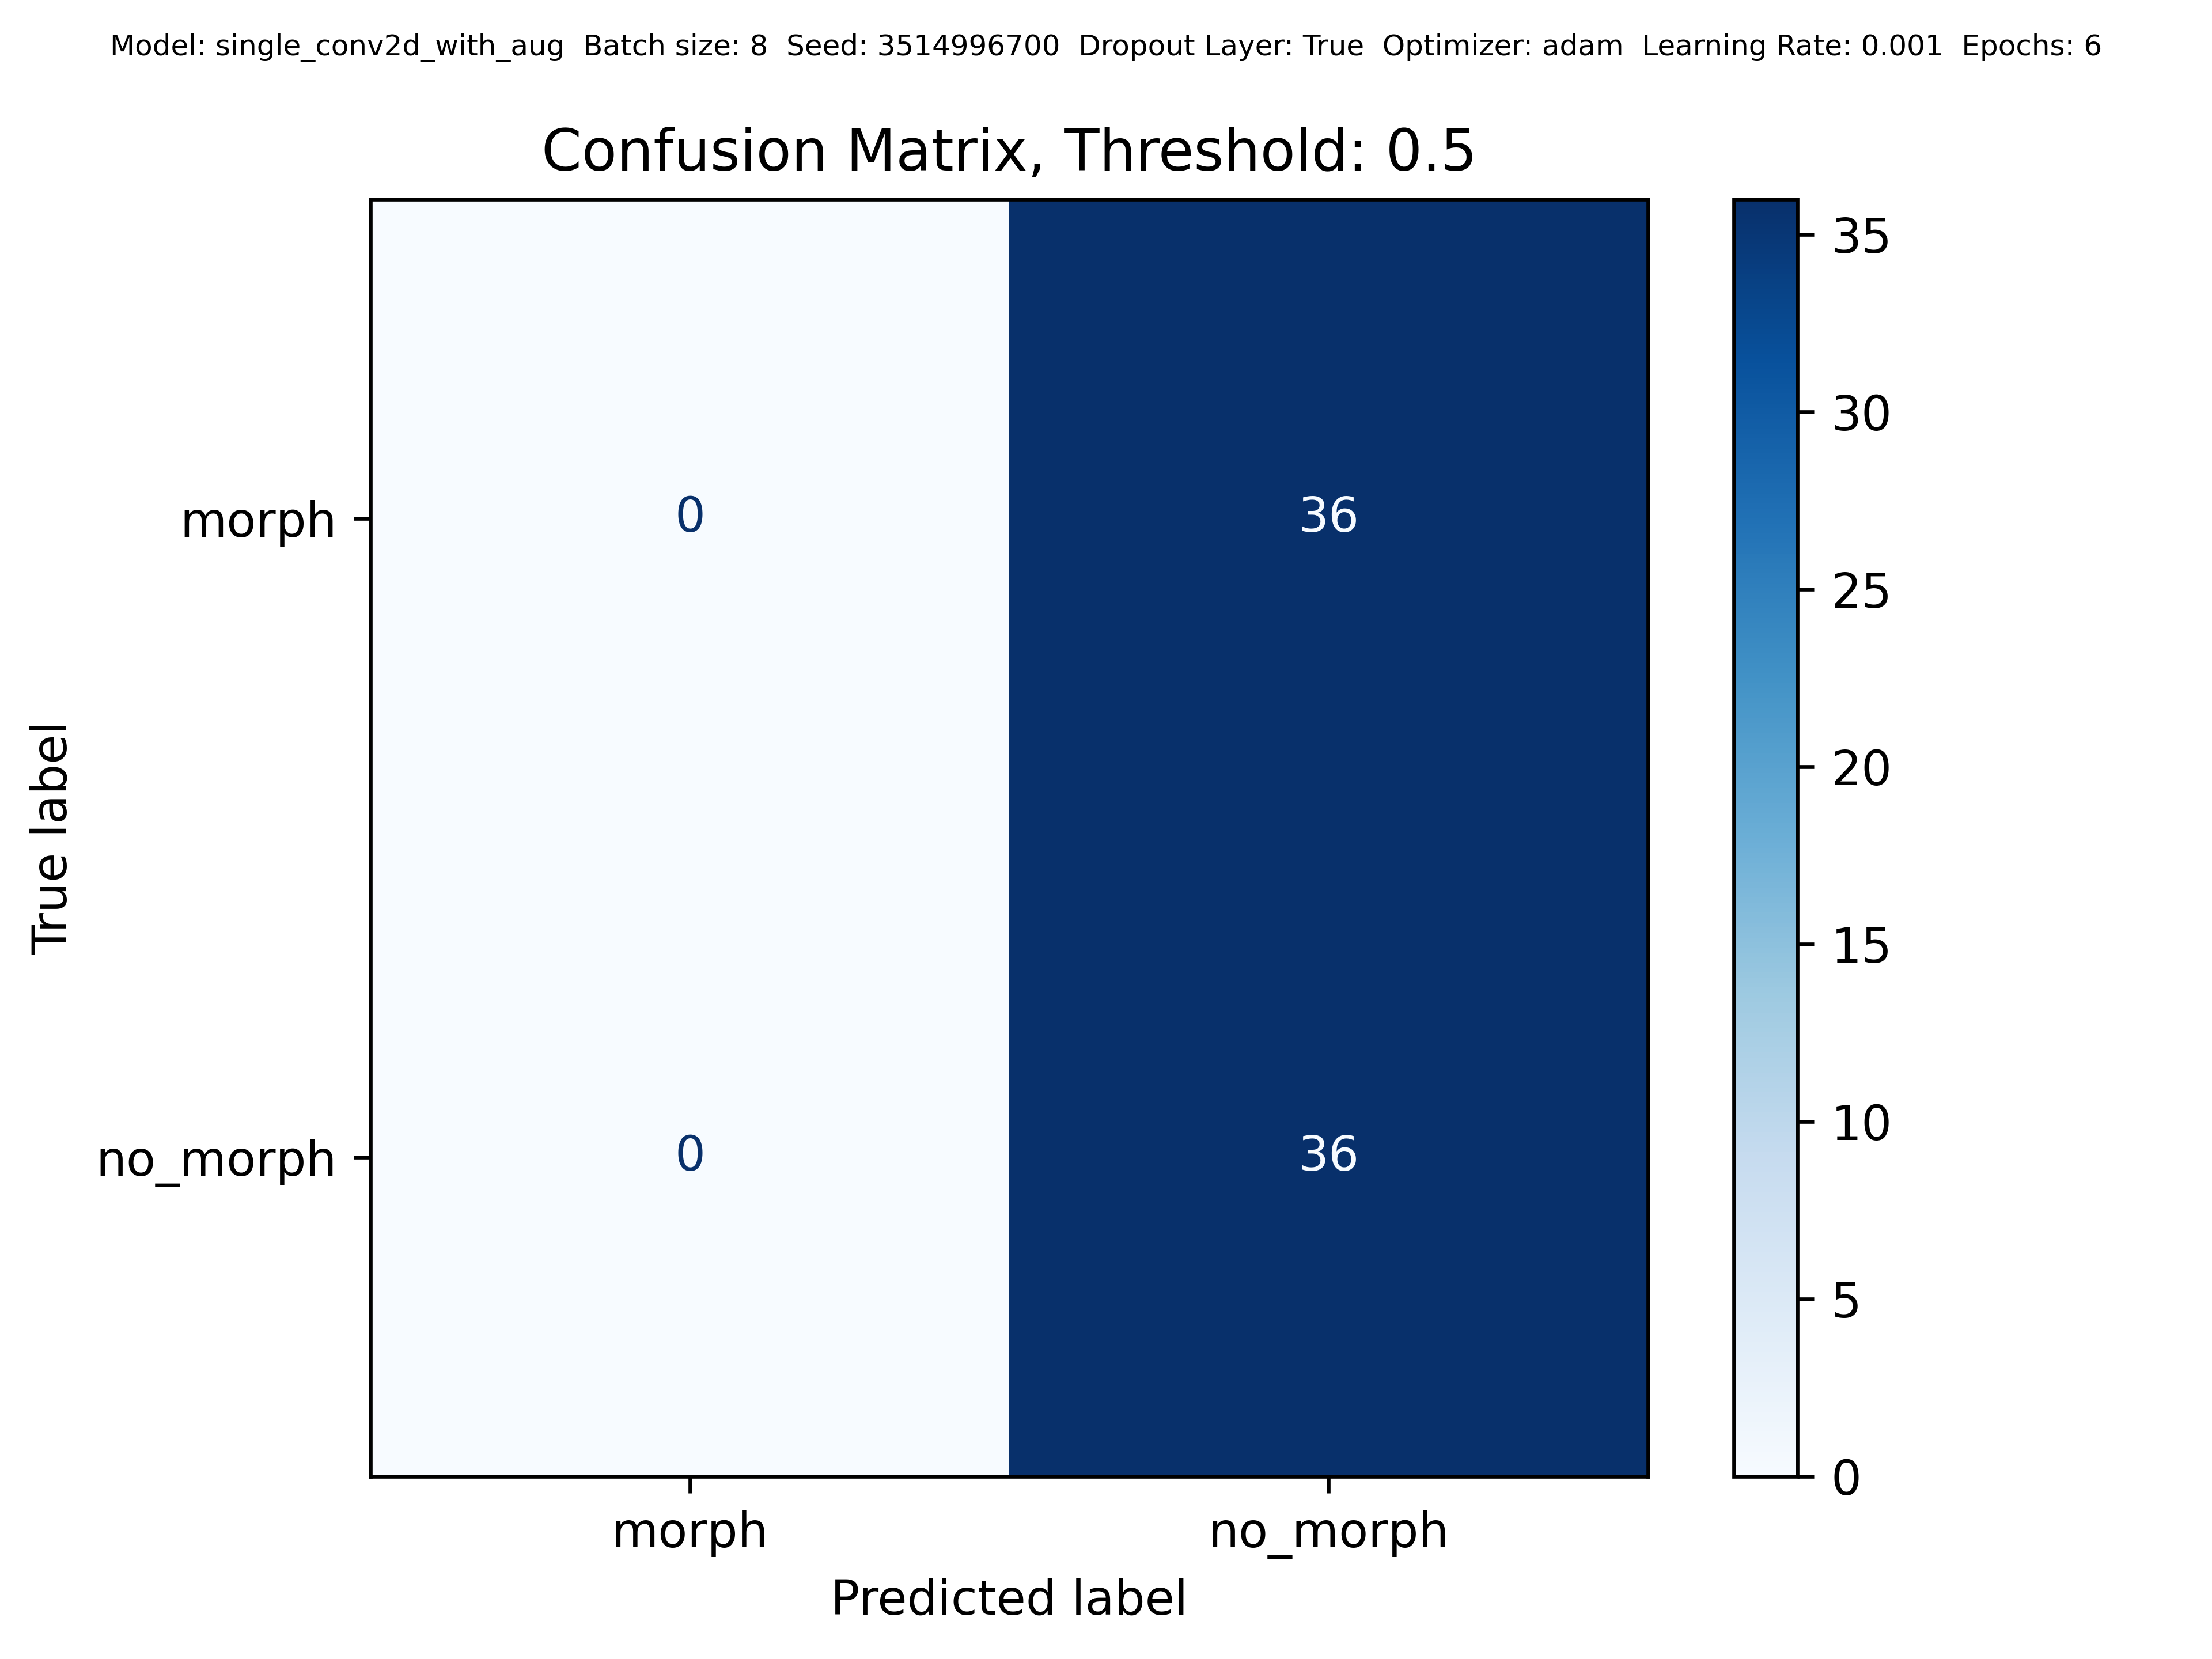 Model: single_conv2d_with_aug  Batch size: 8  Seed: 3514996700  Dropout Layer: True  Optimizer: adam  Learning Rate: 0.001  Epochs: 6
Confusion Matrix, Threshold: 0.5
True label
morph
no_morph
0
36
0
36
morph
no_morph
Predicted label
35
30
25
20
15
10
5
0